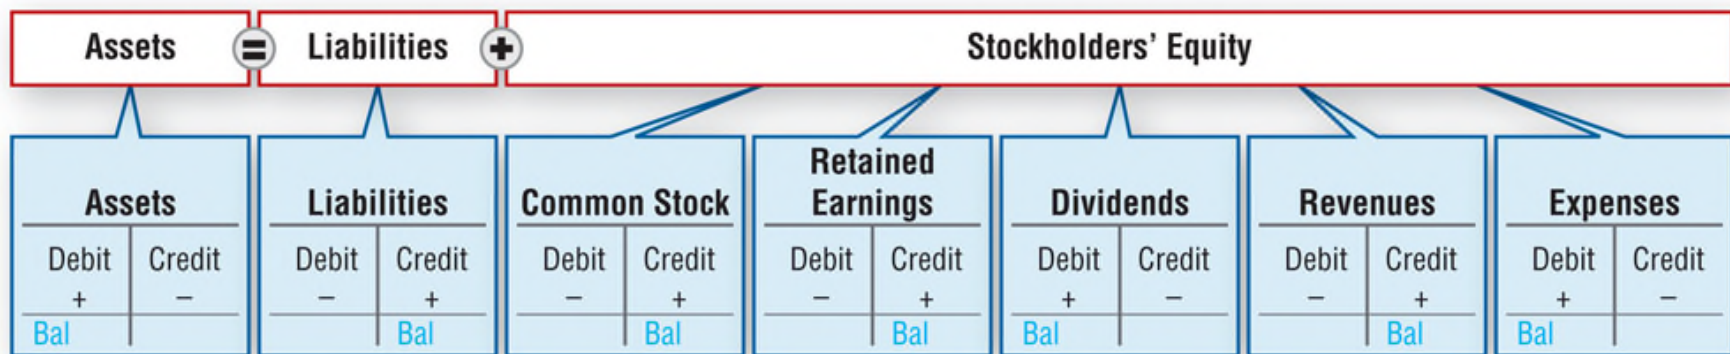 Assets = Liabilities + Stockholders' Equity
Assets Liabilities Common Stock Retained Earnings Dividends Revenues Expenses
Debit Credit Debit Credit Debit Credit Debit Credit Debit Credit Debit Credit Debit Credit
+ – – + – + – + + – – + + –
Bal Bal Bal Bal Bal Bal Bal